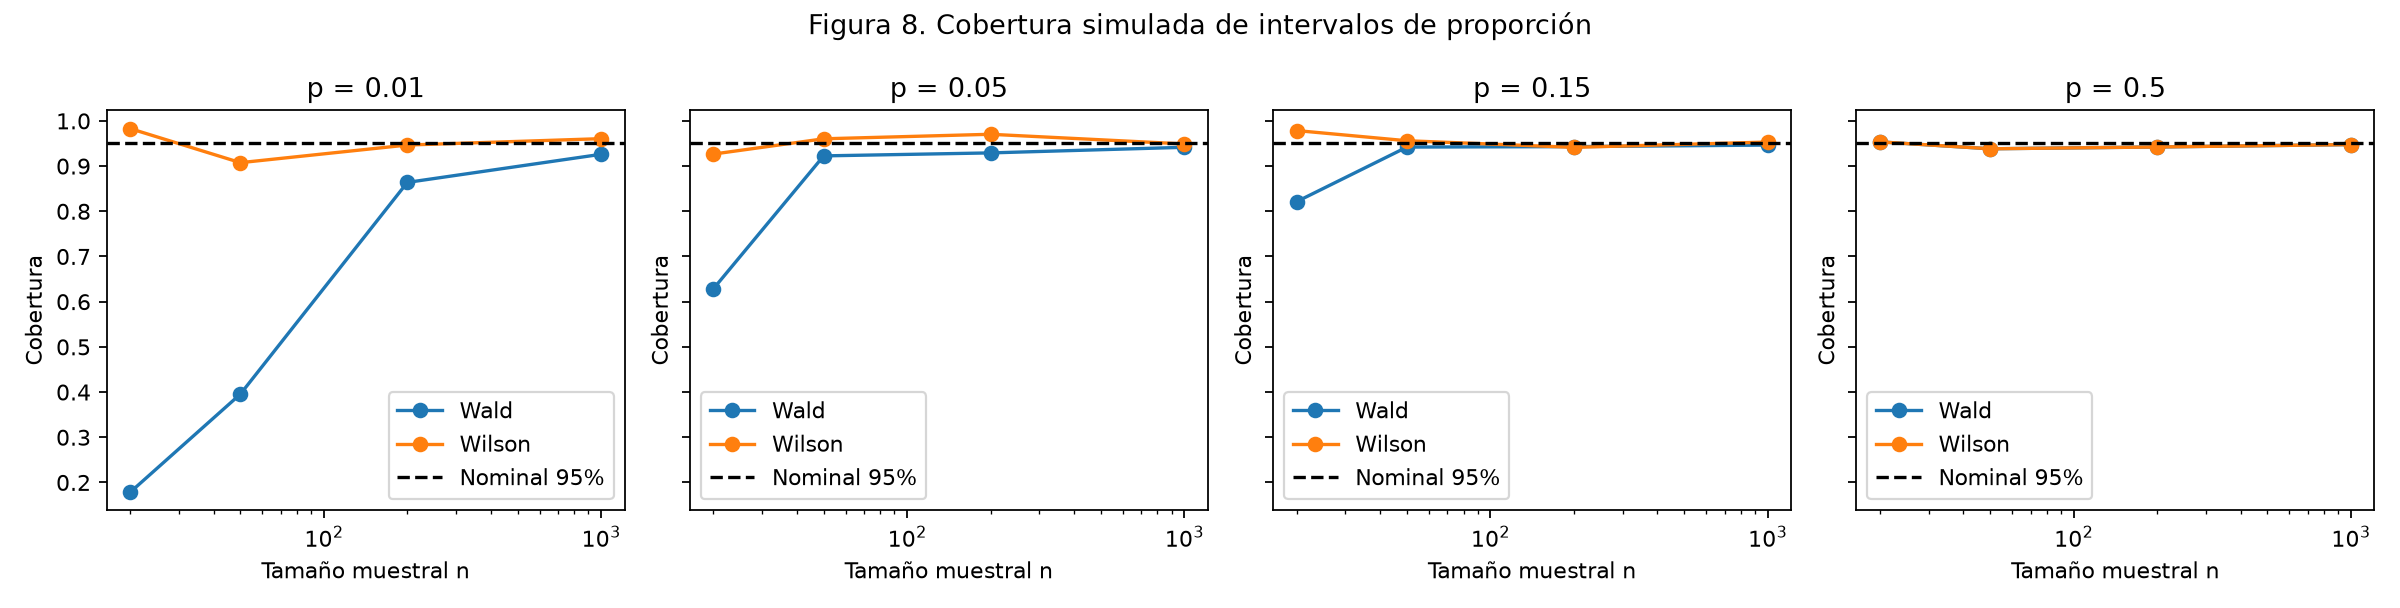 Figura 8. Cobertura simulada de intervalos de proporción
p = 0.01
1.0
0.9
0.8
0.7
0.6
0.5
0.4
0.3
0.2
Cobertura
Wald
Wilson
Nominal 95%
10²
10³
Tamaño muestral n
p = 0.05
Cobertura
Wald
Wilson
Nominal 95%
10²
10³
Tamaño muestral n
p = 0.15
Cobertura
Wald
Wilson
Nominal 95%
10²
10³
Tamaño muestral n
p = 0.5
Cobertura
Wald
Wilson
Nominal 95%
10²
10³
Tamaño muestral n